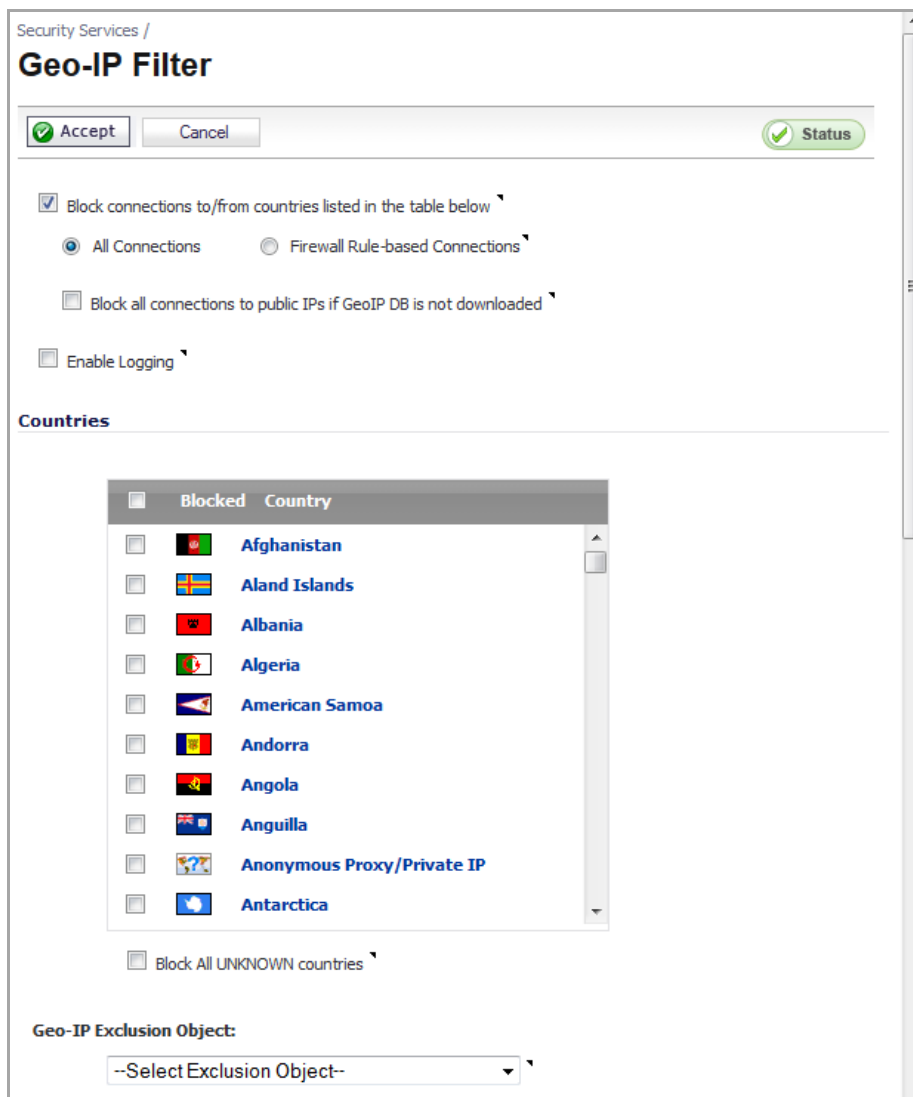 Security Services /
Geo-IP Filter
Accept Cancel Status
Block connections to/from countries listed in the table below
All Connections Firewall Rule-based Connections
Block all connections to public IPs if GeoIP DB is not downloaded
Enable Logging
Countries
Blocked Country
Afghanistan
Aland Islands
Albania
Algeria
American Samoa
Andorra
Angola
Anguilla
Anonymous Proxy/Private IP
Antarctica
Block All UNKNOWN countries
Geo-IP Exclusion Object:
--Select Exclusion Object--